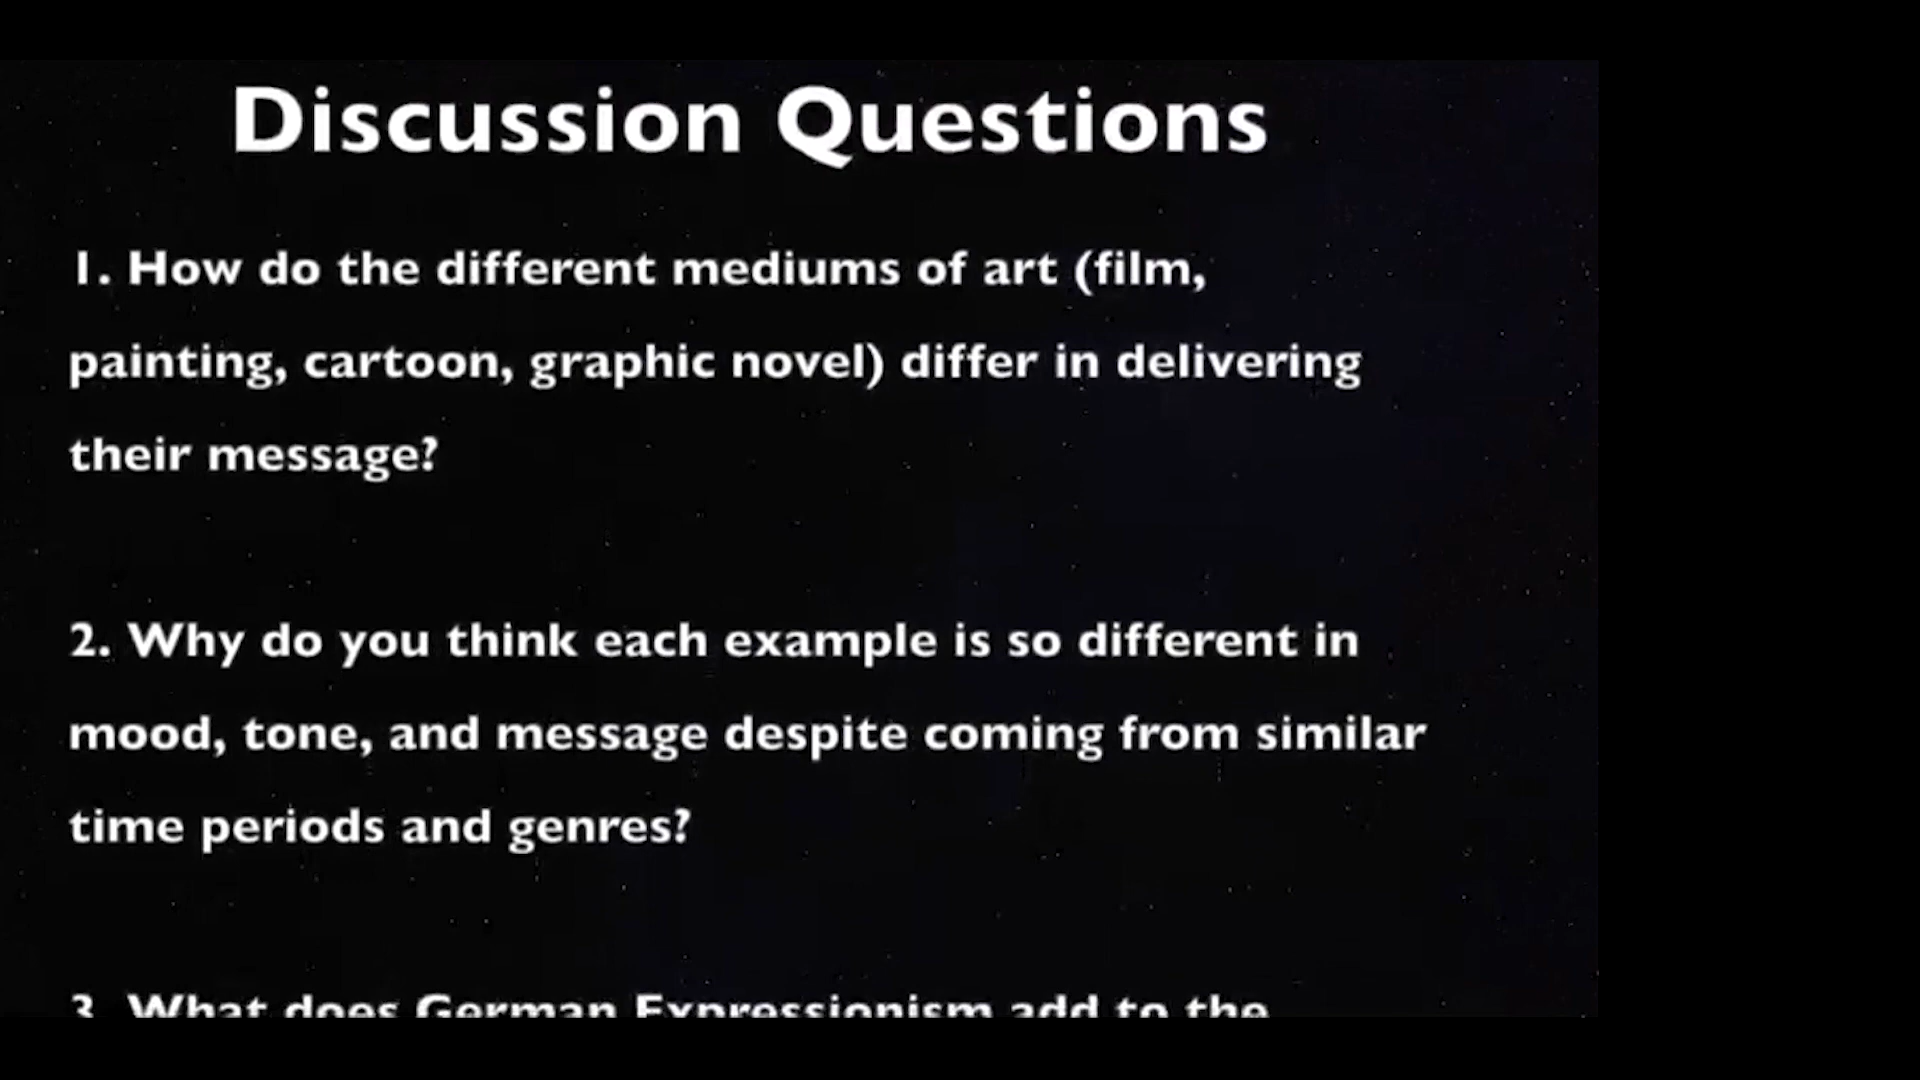 Discussion Questions
1. How do the different mediums of art (film,
painting, cartoon, graphic novel) differ in delivering
their message?
2. Why do you think each example is so different in
mood, tone, and message despite coming from similar
time periods and genres?
3. What does German Expressionism add to the